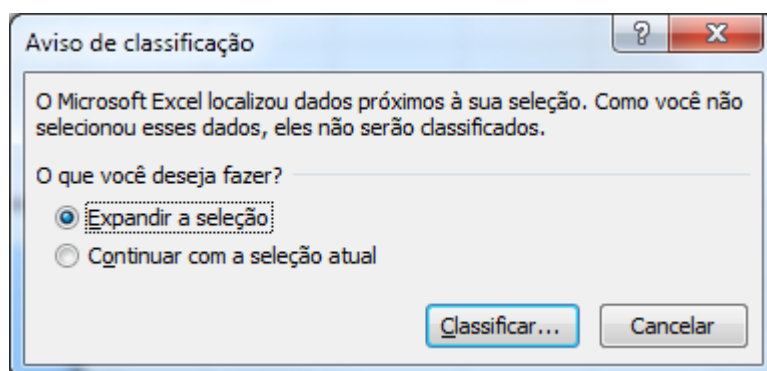 Aviso de classificação
O Microsoft Excel localizou dados próximos à sua seleção. Como você não
selecionou esses dados, eles não serão classificados.
O que você deseja fazer?
Expandir a seleção
Continuar com a seleção atual
Classificar... Cancelar